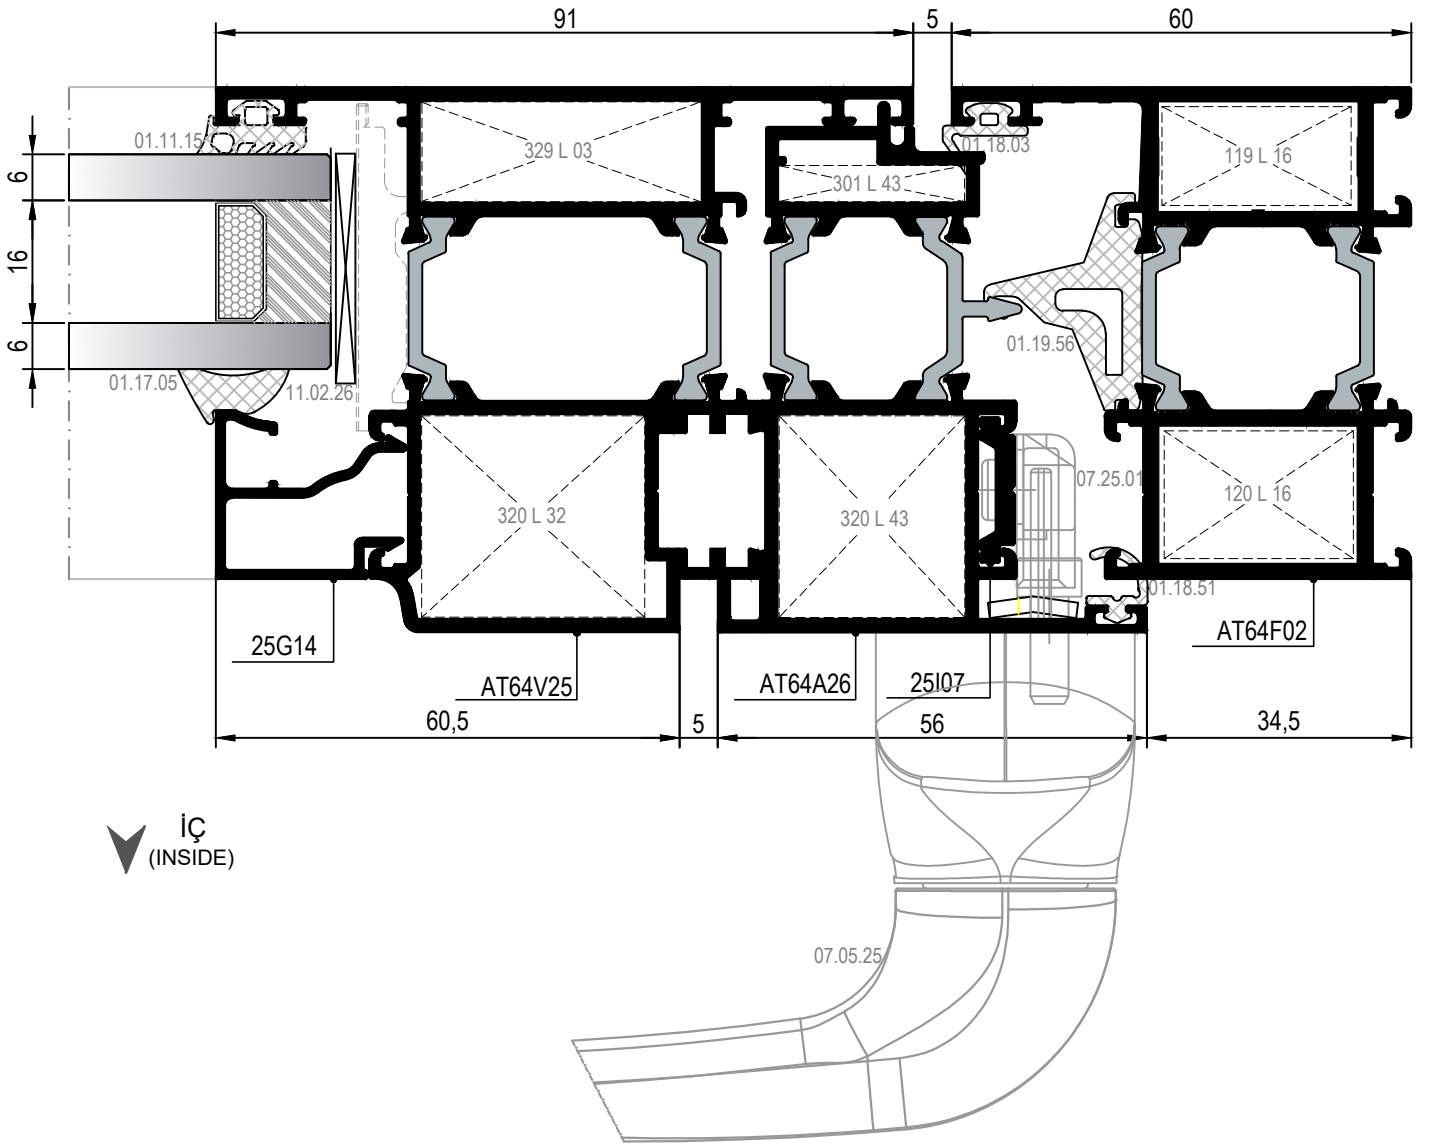 91
5
60
01.11.15
329 L 03
01.18.03
119 L 16
301 L 43
6
16
6
01.19.56
01.17.05
11.02.26
07.25.01
320 L 32
320 L 43
120 L 16
01.18.51
25G14
AT64V25
AT64A26
25I07
AT64F02
60,5
5
56
34,5
İÇ
(INSIDE)
07.05.25